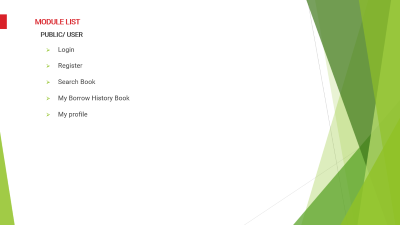 MODULE LIST
PUBLIC/ USER
Login
Register
Search Book
My Borrow History Book
My profile